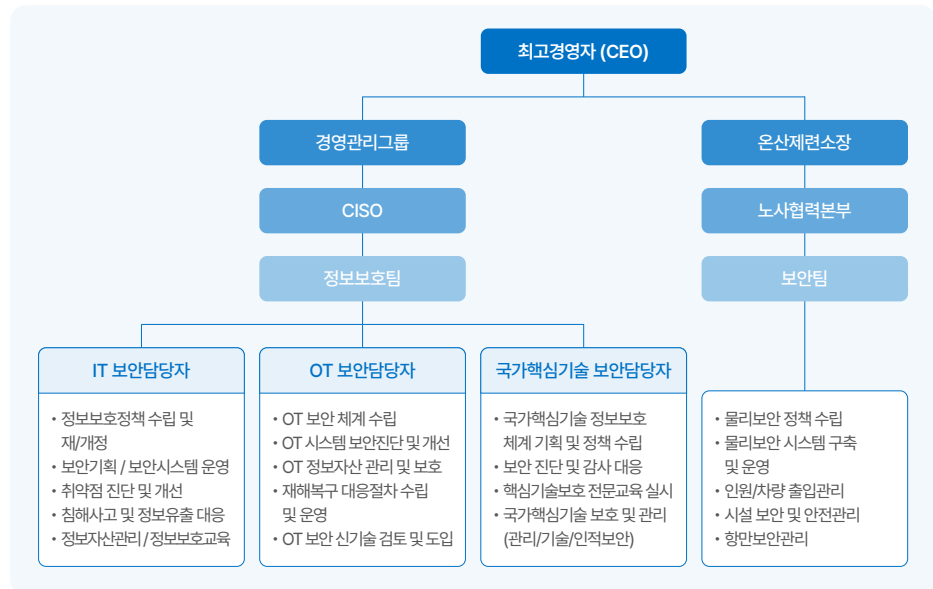 최고경영자 (CEO)
경영관리그룹
온산제련소장
CISO
노사협력본부
정보보호팀
보안팀
IT 보안담당자
• 정보보호정책 수립 및
재/개정
• 보안기획 / 보안시스템 운영
• 취약점 진단 및 개선
• 침해사고 및 정보유출 대응
• 정보자산관리 / 정보보호교육
OT 보안담당자
• OT 보안 체계 수립
• OT 시스템 보안진단 및 개선
• OT 정보자산 관리 및 보호
• 재해복구 대응절차 수립
및 운영
• OT 보안 신기술 검토 및 도입
국가핵심기술 보안담당자
• 국가핵심기술 정보보호
체계 기획 및 정책 수립
• 보안 진단 및 감사 대응
• 핵심기술보호 전문교육 실시
• 국가핵심기술 보호 및 관리
(관리/기술/인적보안)
• 물리보안 정책 수립
• 물리보안 시스템 구축
및 운영
• 인원/차량 출입관리
• 시설 보안 및 안전관리
• 항만보안관리